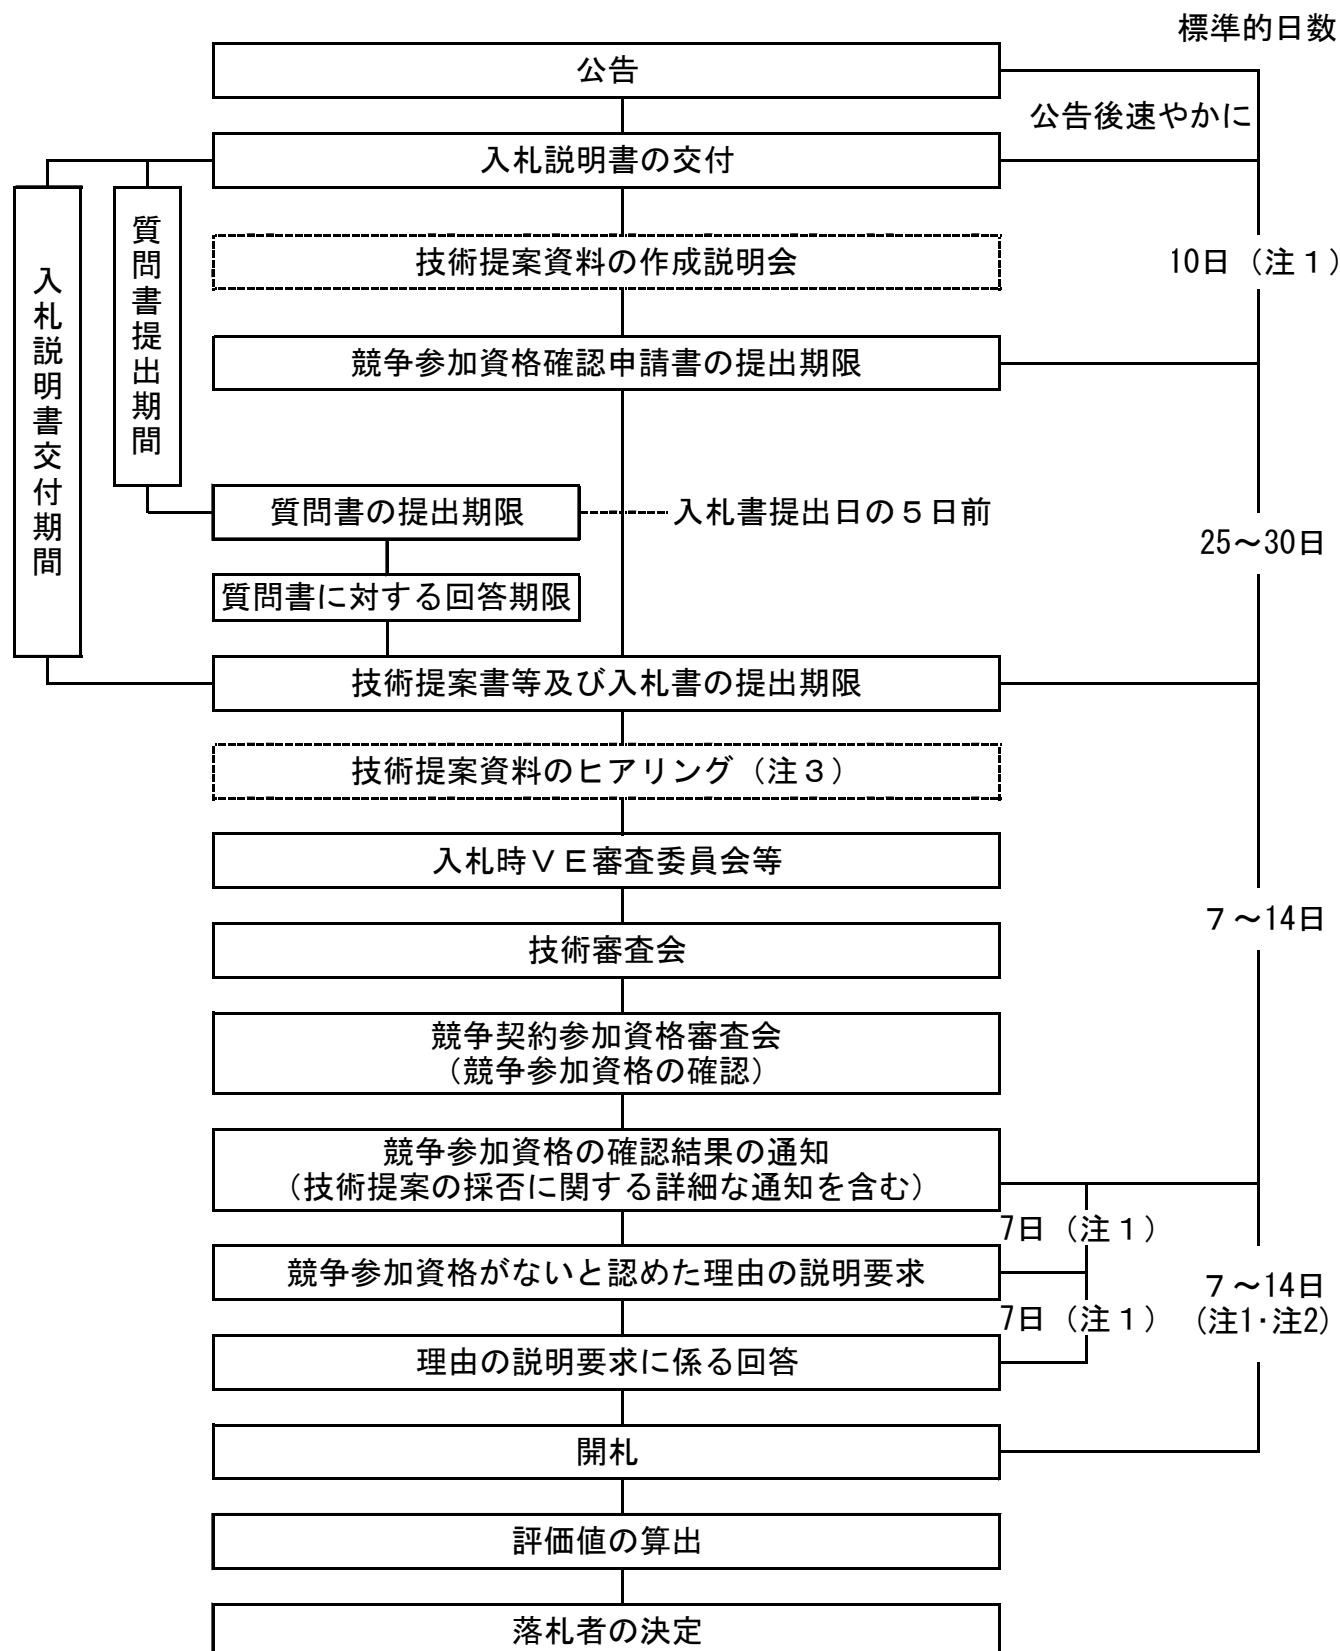 標準的日数
公告
公告後速やかに
入札説明書の交付
入札説明書交付期間
質問書提出期間
技術提案資料の作成説明会
10日（注１）
競争参加資格確認申請書の提出期限
質問書の提出期限
入札書提出日の５日前
25～30日
質問書に対する回答期限
技術提案書等及び入札書の提出期限
技術提案資料のヒアリング（注３）
入札時ＶＥ審査委員会等
７～14日
技術審査会
競争契約参加資格審査会
（競争参加資格の確認）
競争参加資格の確認結果の通知
（技術提案の採否に関する詳細な通知を含む）
7日（注１）
競争参加資格がないと認めた理由の説明要求
７～14日
（注1･注2）
7日（注１）
理由の説明要求に係る回答
開札
評価値の算出
落札者の決定